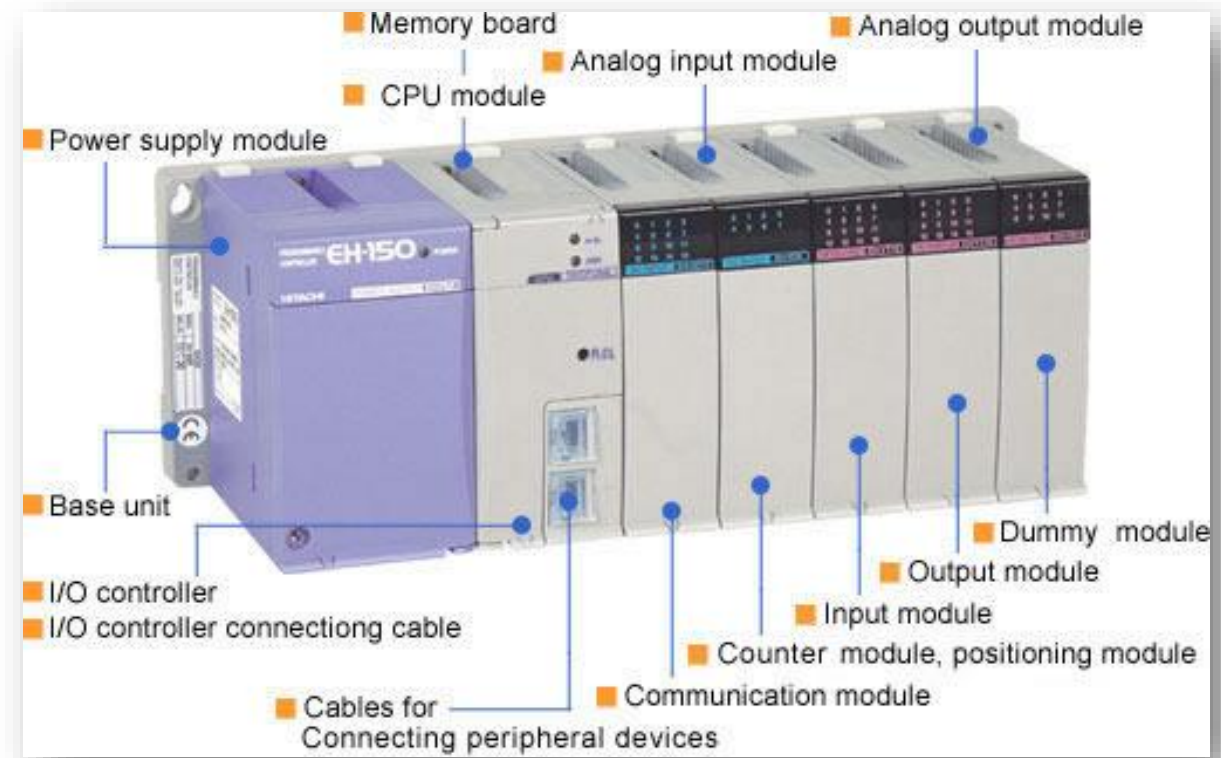 Memory board
Analog output module
Analog input module
CPU module
Power supply module
EH-150
HITACHI
POWER
CE
Base unit
Dummy module
I/O controller
Output module
I/O controller connectiong cable
Input module
Counter module, positioning module
Communication module
Cables for
Connecting peripheral devices